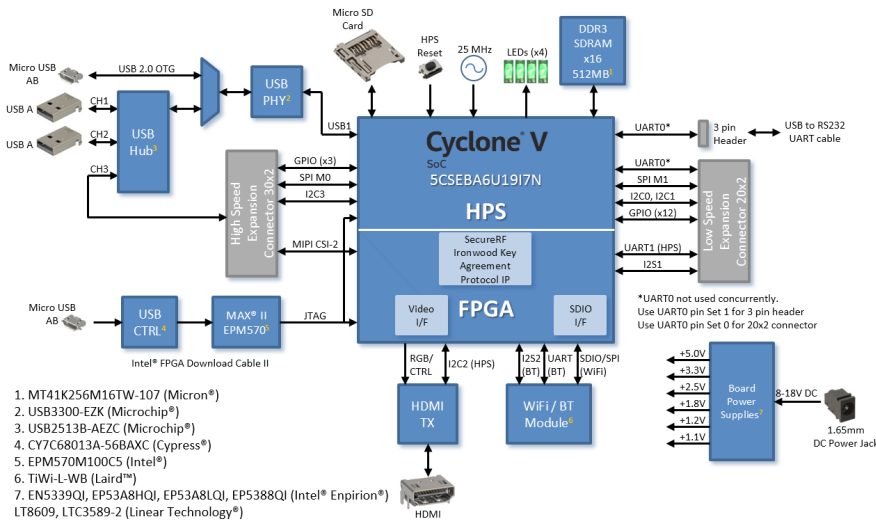 Micro SD
Card
HPS
Reset
25 MHz
LEDs (x4)
DDR3
SDRAM
x16
512MB1
Micro USB
AB
USB 2.0 OTG
USB
PHY2
USB A
CH1
USB A
CH2
CH3
USB
Hub3
USB1
UART0*
3 pin
Header
USB to RS232
UART cable
Cyclone® V
SoC
5CSEBA6U19I7N
HPS
High Speed
Expansion
Connector 30x2
GPIO (x3)
SPI M0
I2C3
MIPI CSI-2
UART0*
SPI M1
I2C0, I2C1
GPIO (x12)
UART1 (HPS)
I2S1
Low Speed
Expansion
Connector 20x2
SecureRF
Ironwood Key
Agreement
Protocol IP
FPGA
Video
I/F
SDIO
I/F
Micro USB
AB
USB
CTRL4
MAX® II
EPM5705
JTAG
Intel® FPGA Download Cable II
*UART0 not used concurrently.
Use UART0 pin Set 1 for 3 pin header
Use UART0 pin Set 0 for 20x2 connector
RGB/
CTRL
I2C2 (HPS)
I2S2
(BT)
UART
(BT)
SDIO/SPI
(WiFi)
HDMI
TX
WiFi / BT
Module6
HDMI
+5.0V
+3.3V
+2.5V
+1.8V
+1.2V
+1.1V
Board
Power
Supplies7
8-18V DC
1.65mm
DC Power Jack
1. MT41K256M16TW-107 (Micron®)
2. USB3300-EZK (Microchip®)
3. USB2513B-AEZC (Microchip®)
4. CY7C68013A-56BAXC (Cypress®)
5. EPM570M100C5 (Intel®)
6. TiWi-L-WB (Laird™)
7. EN5339QI, EP53A8HQI, EP53A8LQI, EP5388QI (Intel® Enpirion®)
LT8609, LTC3589-2 (Linear Technology®)